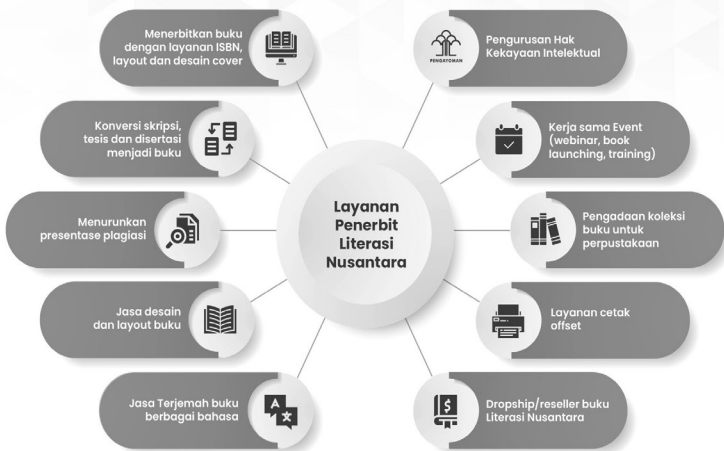 Menerbitkan buku
dengan layanan ISBN,
layout dan desain cover
Konversi skripsi,
tesis dan disertasi
menjadi buku
Menurunkan
presentase plagiasi
Jasa desain
dan layout buku
Jasa Terjemah buku
berbagai bahasa
A
文
Layanan
Penerbit
Literasi
Nusantara
PENGAYOMAN
Pengurusan Hak
Kekayaan Intelektual
Kerja sama Event
(webinar, book
launching, training)
Pengadaan koleksi
buku untuk
perpustakaan
Layanan cetak
offset
$
Dropship/reseller buku
Literasi Nusantara